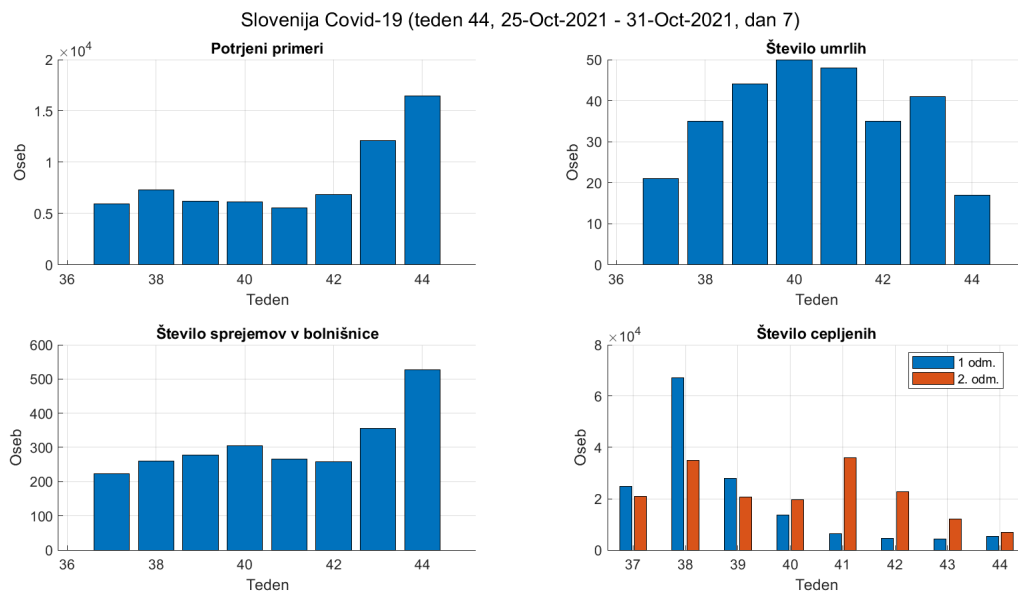 Slovenija Covid-19 (teden 44, 25-Oct-2021 - 31-Oct-2021, dan 7)
Potrjeni primeri
×10⁴
2
1.5
1
0.5
0
Oseb
36 38 40 42 44
Teden
Število umrlih
50
40
30
20
10
0
Oseb
36 38 40 42 44
Teden
Število sprejemov v bolnišnice
600
500
400
300
200
100
0
Oseb
36 38 40 42 44
Teden
Število cepljenih
×10⁴
8
6
4
2
0
Oseb
1 odm.
2. odm.
37 38 39 40 41 42 43 44
Teden